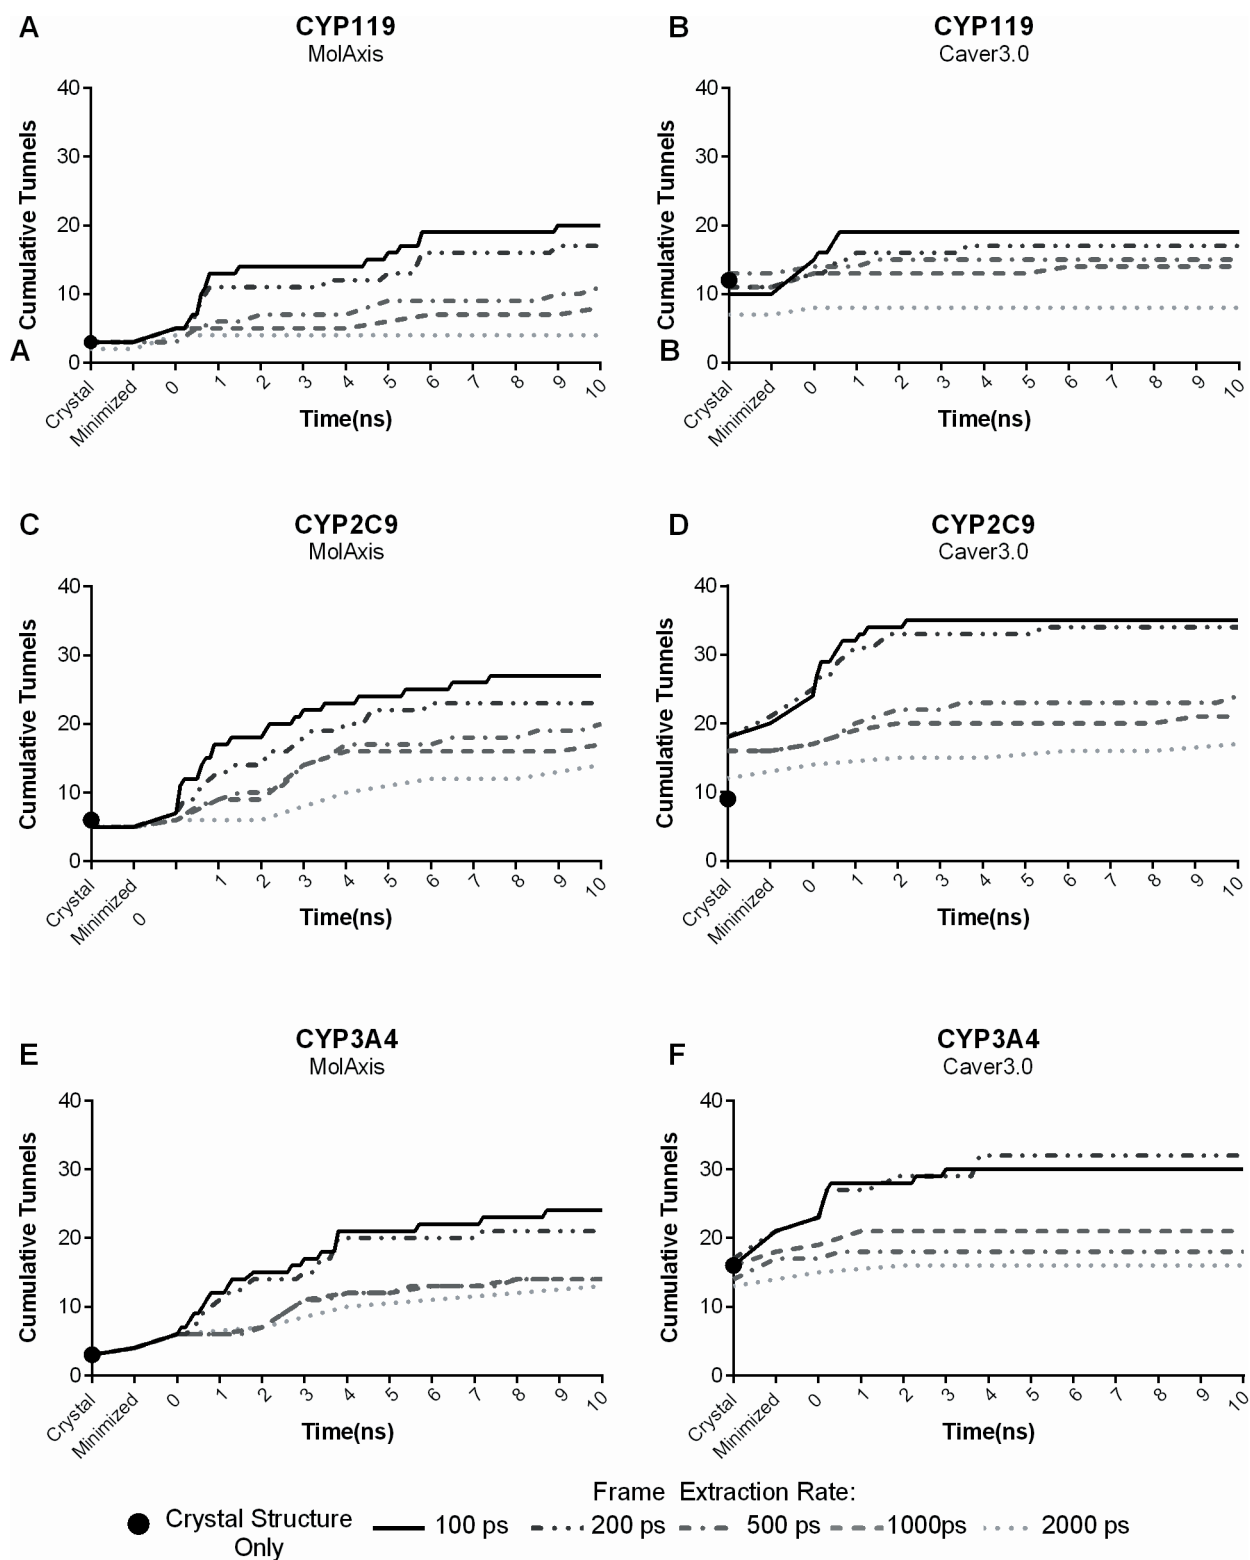 A
CYP119
MolAxis
B
CYP119
Caver3.0
Cumulative Tunnels
40
30
20
10
0
A
Crystal
Minimized
0
1
2
3
4
5
6
7
8
9
10
Time(ns)
Cumulative Tunnels
40
30
20
10
0
B
Crystal
Minimized
0
1
2
3
4
5
6
7
8
9
10
Time(ns)
C
CYP2C9
MolAxis
D
CYP2C9
Caver3.0
Cumulative Tunnels
40
30
20
10
0
Crystal
Minimized
0
1
2
3
4
5
6
7
8
9
10
Time(ns)
Cumulative Tunnels
40
30
20
10
0
Crystal
Minimized
0
1
2
3
4
5
6
7
8
9
10
Time(ns)
E
CYP3A4
MolAxis
F
CYP3A4
Caver3.0
Cumulative Tunnels
40
30
20
10
0
Crystal
Minimized
0
1
2
3
4
5
6
7
8
9
10
Time(ns)
Cumulative Tunnels
40
30
20
10
0
Crystal
Minimized
0
1
2
3
4
5
6
7
8
9
10
Time(ns)
Frame Extraction Rate:
Crystal Structure
Only
100 ps
200 ps
500 ps
1000ps
2000 ps